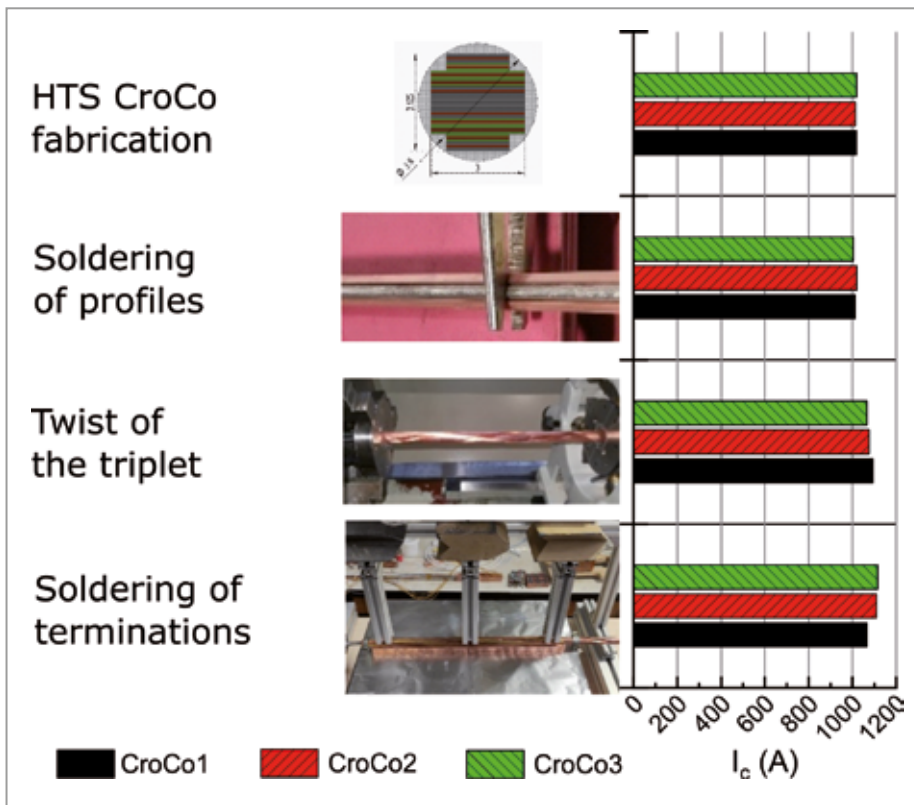 HTS CroCo
fabrication
Soldering
of profiles
Twist of
the triplet
Soldering of
terminations
0
200
400
600
800
1000
1200
I_c (A)
CroCo1
CroCo2
CroCo3